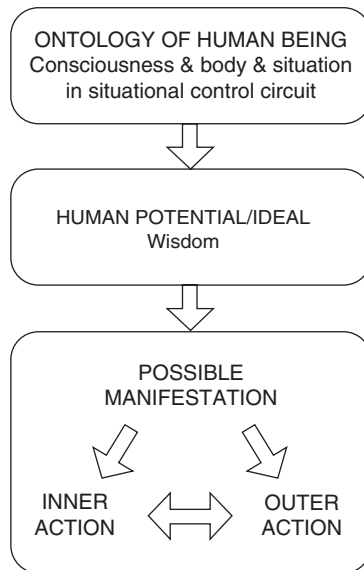 ONTOLOGY OF HUMAN BEING
Consciousness & body & situation
in situational control circuit
HUMAN POTENTIAL/IDEAL
Wisdom
POSSIBLE
MANIFESTATION
INNER
ACTION
OUTER
ACTION